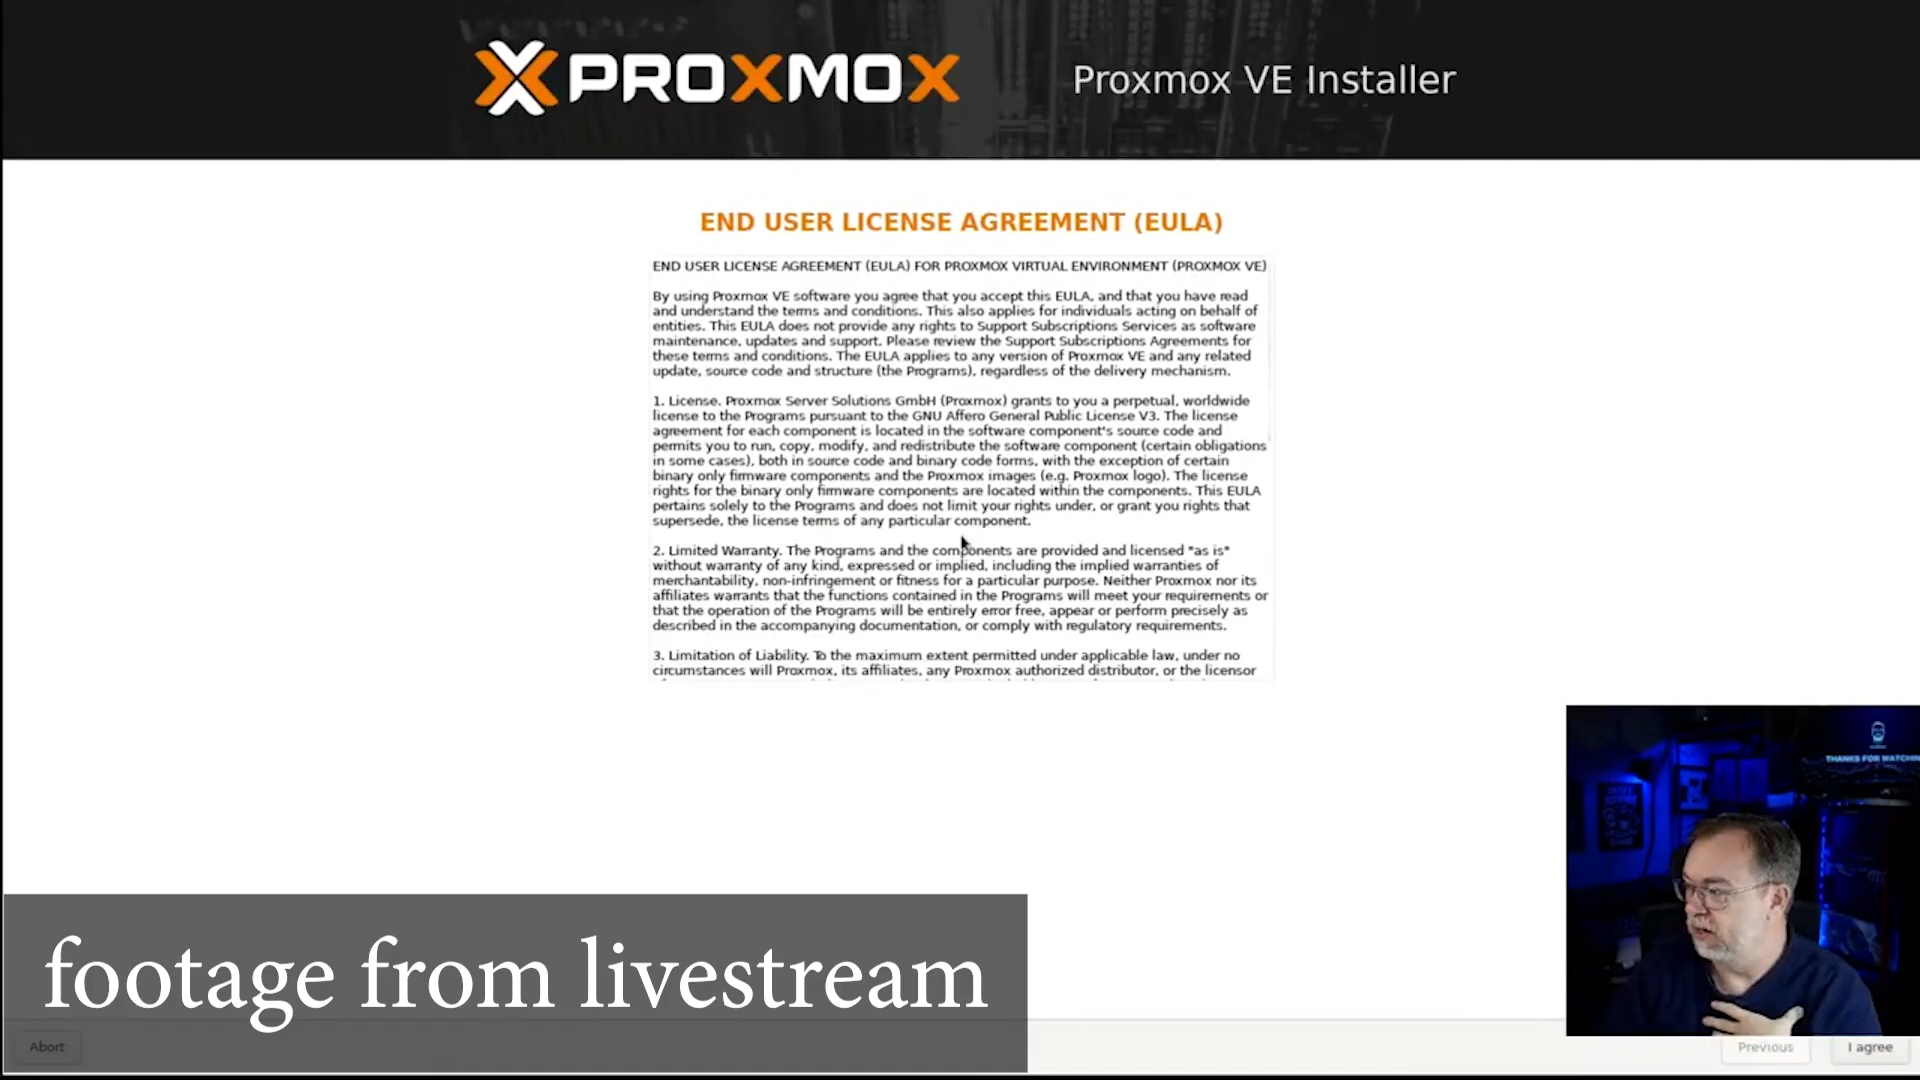 PROXMOX
Proxmox VE Installer
END USER LICENSE AGREEMENT (EULA)
END USER LICENSE AGREEMENT (EULA) FOR PROXMOX VIRTUAL ENVIRONMENT (PROXMOX VE)
By using Proxmox VE software you agree that you accept this EULA, and that you have read
and understand the terms and conditions. This also applies for individuals acting on behalf of
entities. This EULA does not provide any rights to Support Subscriptions Services as software
maintenance, updates and support. Please review the Support Subscriptions Agreements for
these terms and conditions. The EULA applies to any version of Proxmox VE and any related
update, source code and structure (the Programs), regardless of the delivery mechanism.
1. License. Proxmox Server Solutions GmbH (Proxmox) grants to you a perpetual, worldwide
license to the Programs pursuant to the GNU Affero General Public License V3. The license
agreement for each component is located in the software component's source code and
permits you to run, copy, modify, and redistribute the software component (certain obligations
in some cases), both in source code and binary code forms, with the exception of certain
binary only firmware components and the Proxmox images (e.g. Proxmox logo). The license
rights for the binary only firmware components are located within the components. This EULA
pertains solely to the Programs and does not limit your rights under, or grant you rights that
supersede, the license terms of any particular component.
2. Limited Warranty. The Programs and the components are provided and licensed "as is"
without warranty of any kind, expressed or implied, including the implied warranties of
merchantability, non-infringement or fitness for a particular purpose. Neither Proxmox nor its
affiliates warrants that the functions contained in the Programs will meet your requirements or
that the operation of the Programs will be entirely error free, appear or perform precisely as
described in the accompanying documentation, or comply with regulatory requirements.
3. Limitation of Liability. To the maximum extent permitted under applicable law, under no
circumstances will Proxmox, its affiliates, any Proxmox authorized distributor, or the licensor
THANKS FOR WATCHIN
footage from livestream
Abort
Previous
I agree